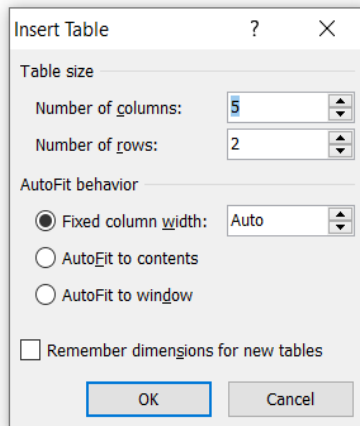 Insert Table ? ×
Table size
Number of columns: 5
Number of rows: 2
AutoFit behavior
Fixed column width: Auto
AutoFit to contents
AutoFit to window
Remember dimensions for new tables
OK Cancel